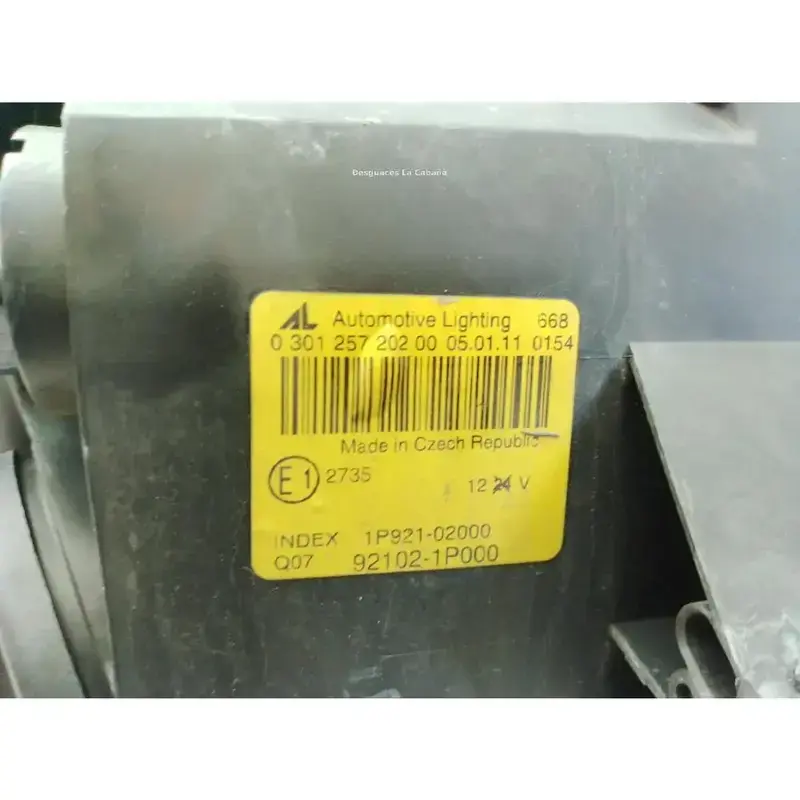 Desguaces La Cabaña
AL Automotive Lighting 668
0 301 257 202 00 05.01.11 0154
Made in Czech Republic
E1 2735
12 24 V
INDEX 1P921-02000
Q07 92102-1P000